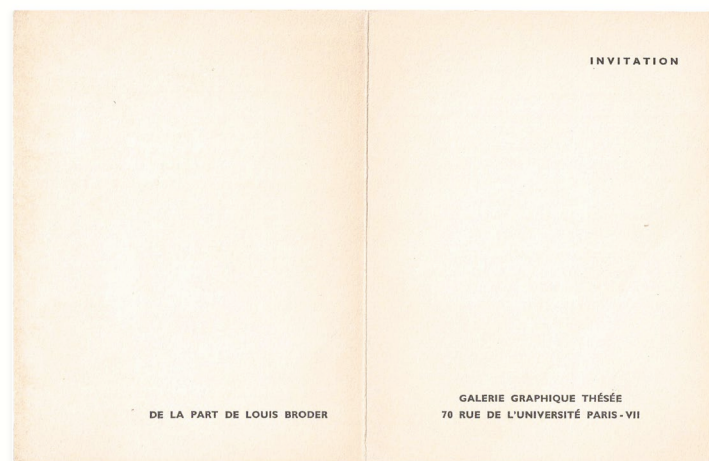 INVITATION
DE LA PART DE LOUIS BRODER
GALERIE GRAPHIQUE THÉSÉE
70 RUE DE L'UNIVERSITÉ PARIS-VII